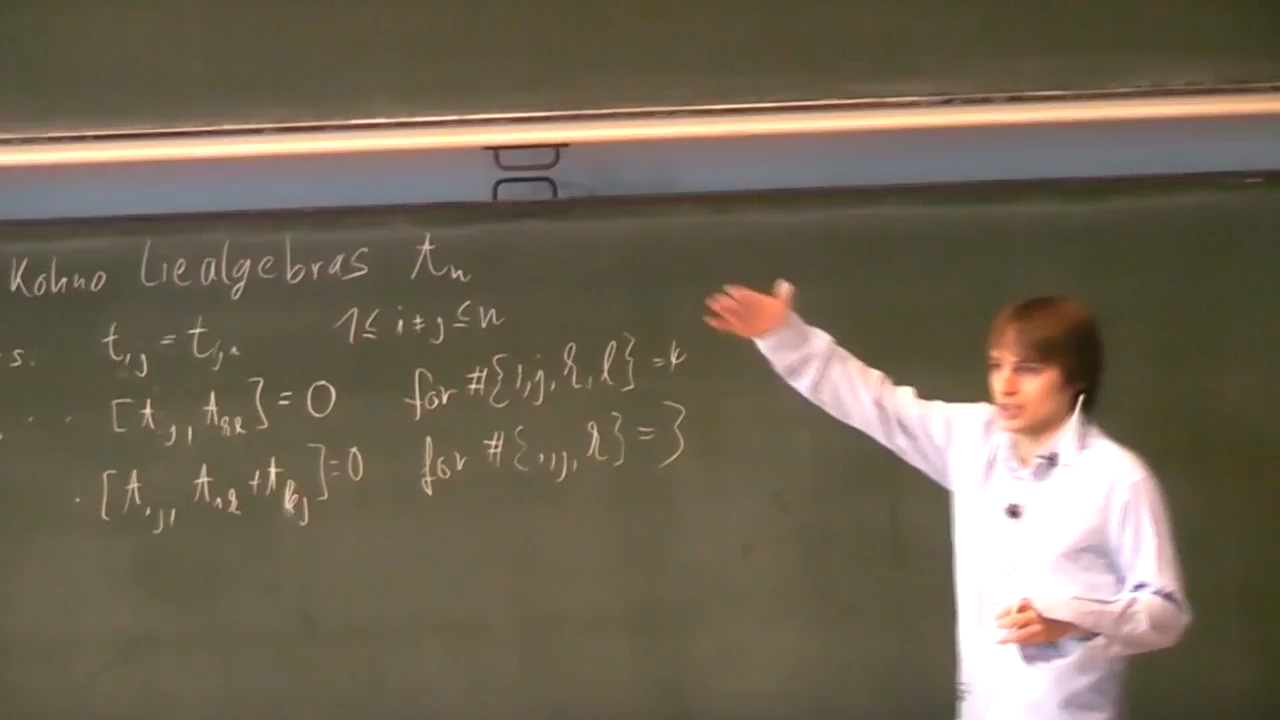 Kohno Liealgebras t_n
s. t_ij = t_ji 1 ≤ i ≠ j ≤ n
[t_ij, t_kl] = 0 for #{i,j,k,l} = 4
[t_ij, t_ik + t_kj] = 0 for #{i,j,k} = 3